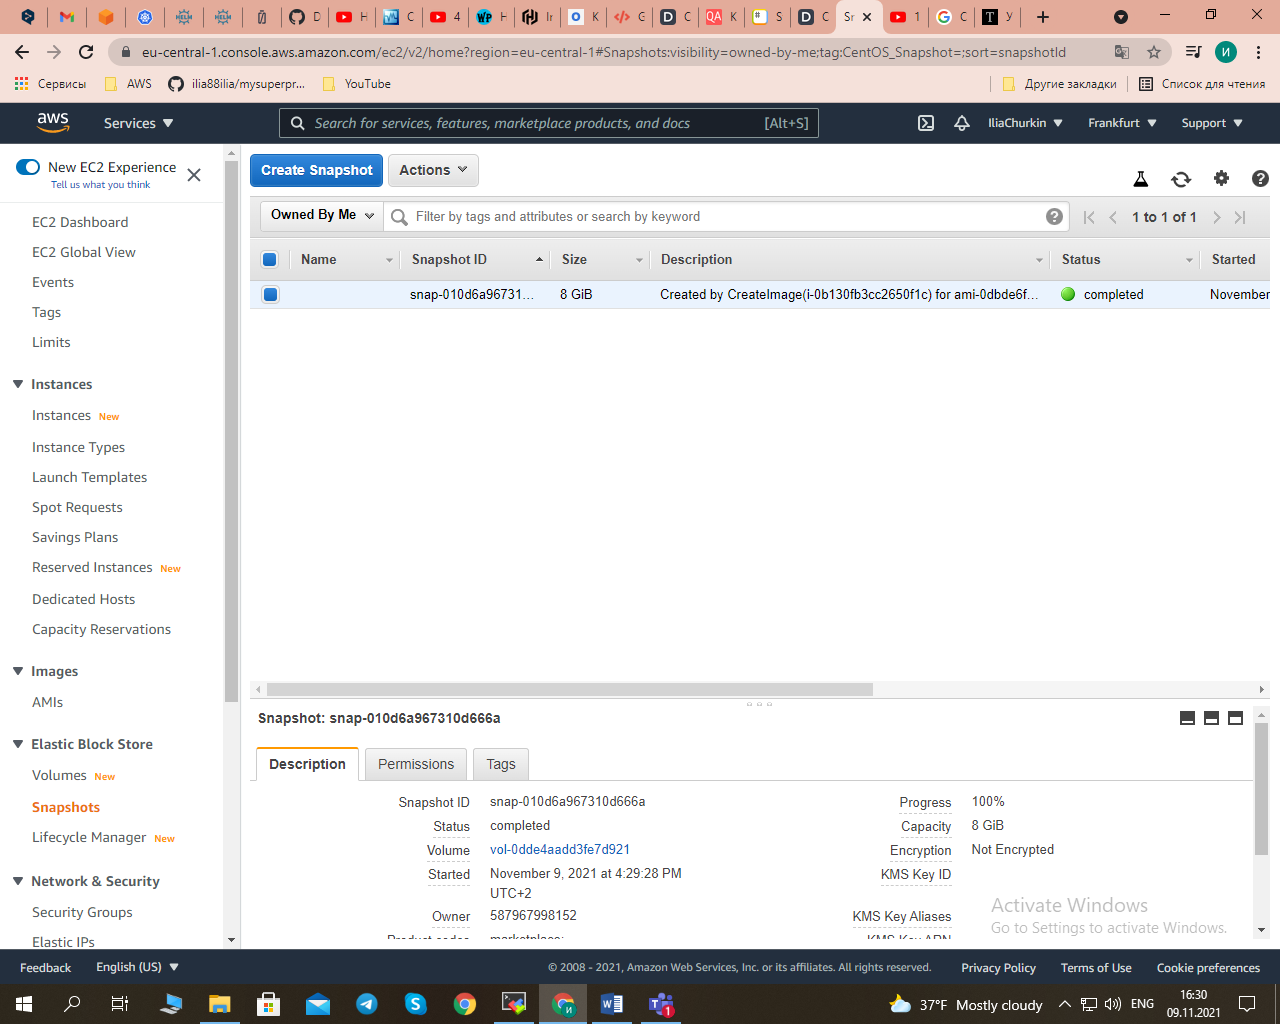 H
D
H
C
4
H
Ir
K
G
C
K
S
C
Sr
1
C
У
eu-central-1.console.aws.amazon.com/ec2/v2/home?region=eu-central-1#Snapshots:visibility=owned-by-me;tag:CentOS_Snapshot=;sort=snapshotId
И
Сервисы AWS ilia88ilia/mysuperpr... YouTube Другие закладки Список для чтения
aws Services Search for services, features, marketplace products, and docs [Alt+S] IliaChurkin Frankfurt Support
New EC2 Experience
Tell us what you think
EC2 Dashboard
EC2 Global View
Events
Tags
Limits
Instances
Instances New
Instance Types
Launch Templates
Spot Requests
Savings Plans
Reserved Instances New
Dedicated Hosts
Capacity Reservations
Images
AMIs
Elastic Block Store
Volumes New
Snapshots
Lifecycle Manager New
Network & Security
Security Groups
Elastic IPs
Create Snapshot Actions
Owned By Me Filter by tags and attributes or search by keyword 1 to 1 of 1
Name Snapshot ID Size Description Status Started
snap-010d6a96731... 8 GiB Created by CreateImage(i-0b130fb3cc2650f1c) for ami-0dbde6f... completed November
Snapshot: snap-010d6a967310d666a
Description Permissions Tags
Snapshot ID snap-010d6a967310d666a Progress 100%
Status completed Capacity 8 GiB
Volume vol-0dde4aadd3fe7d921 Encryption Not Encrypted
Started November 9, 2021 at 4:29:28 PM KMS Key ID
UTC+2
Owner 587967998152 KMS Key Aliases
Product codes marketplace: KMS Key ARN
Activate Windows
Go to Settings to activate Windows.
Feedback English (US) © 2008 - 2021, Amazon Web Services, Inc. or its affiliates. All rights reserved. Privacy Policy Terms of Use Cookie preferences
37°F Mostly cloudy ENG 16:30
09.11.2021